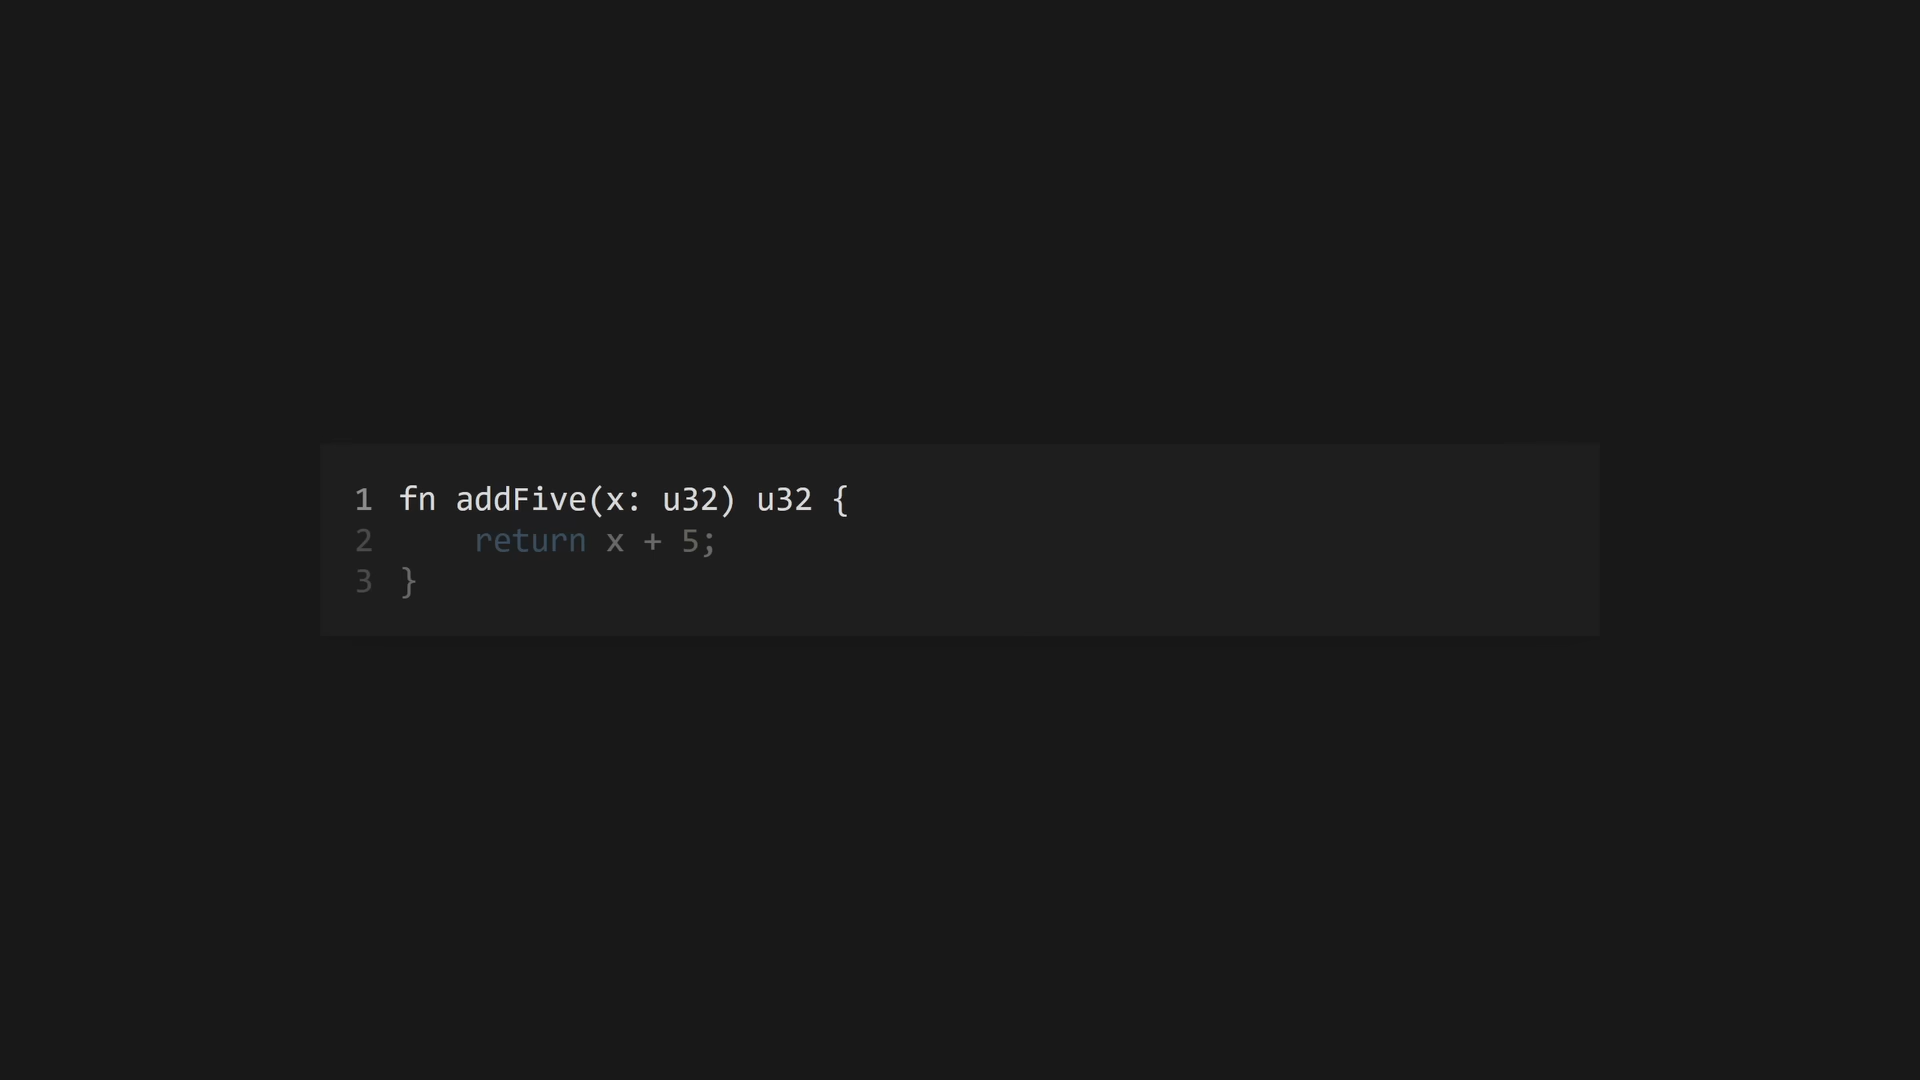 1 fn addFive(x: u32) u32 {
2     return x + 5;
3 }